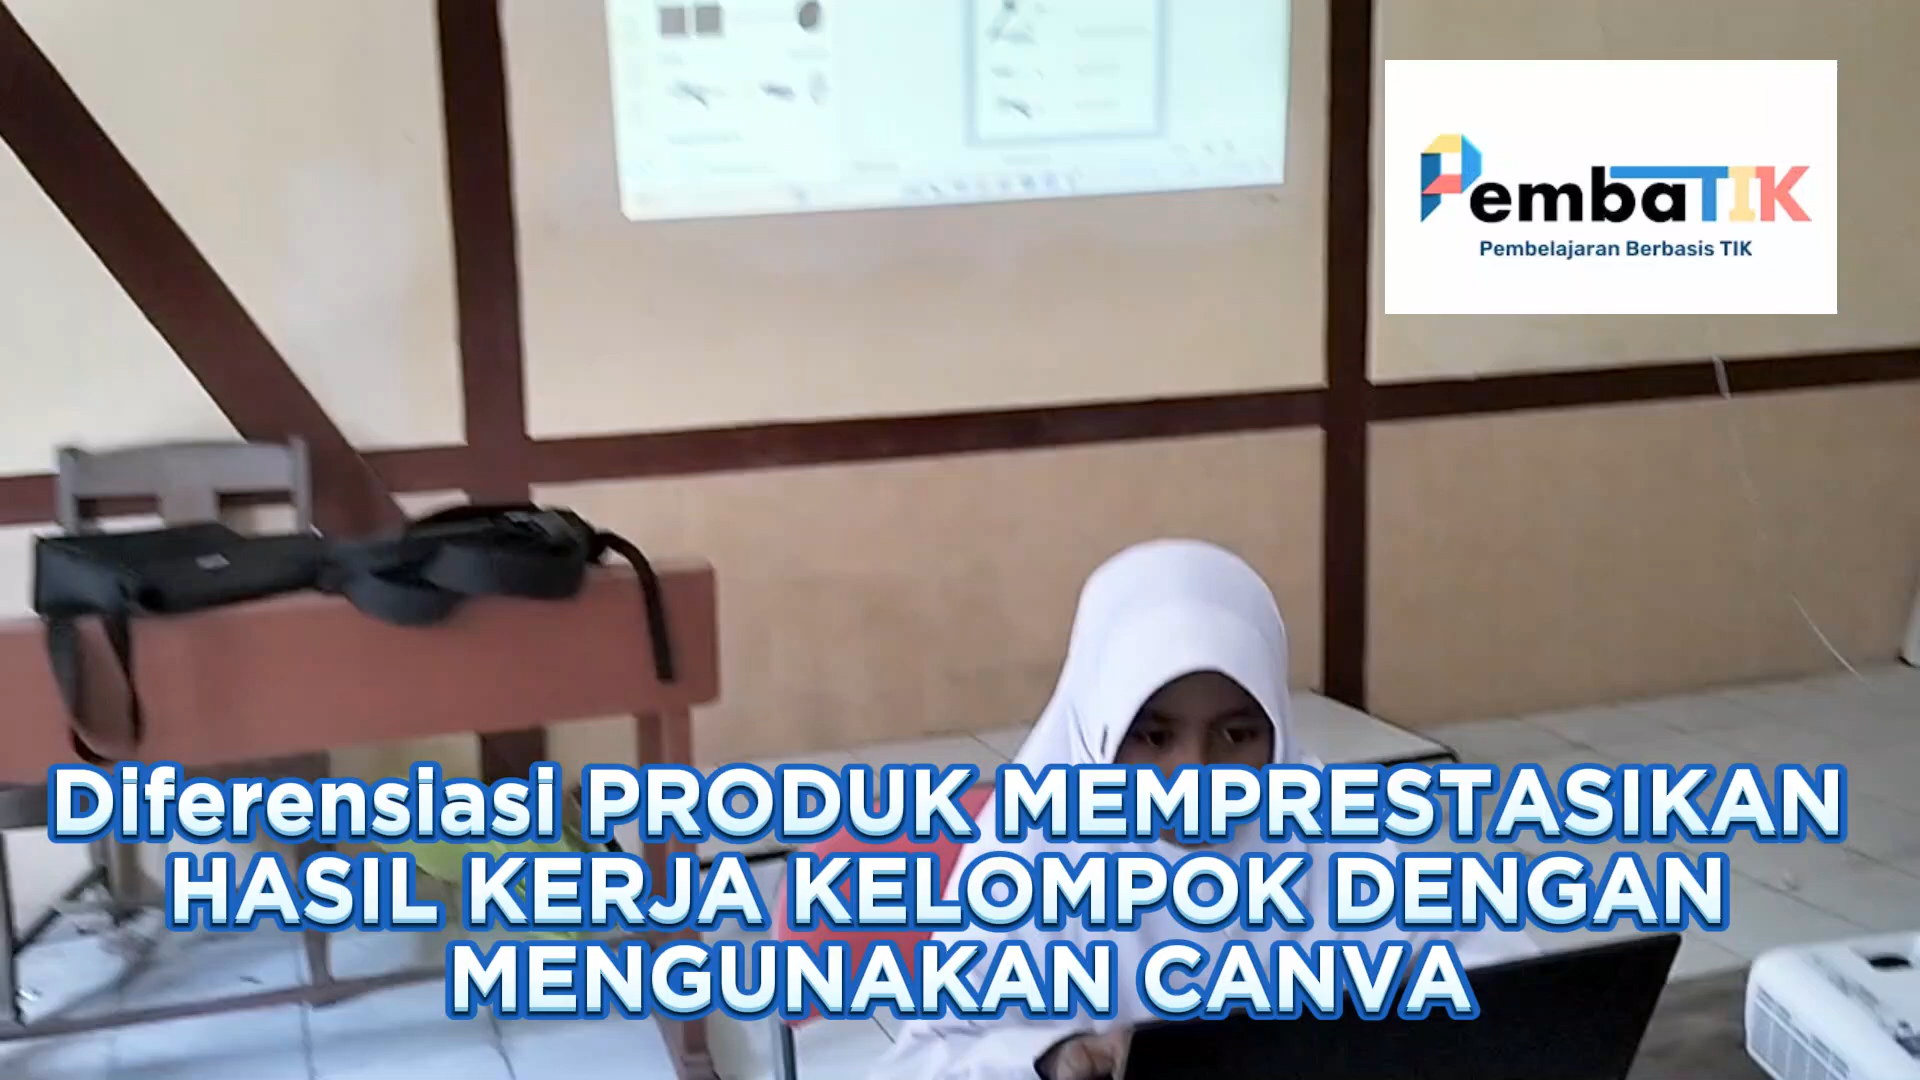 PembaTIK
Pembelajaran Berbasis TIK
Diferensiasi PRODUK MEMPRESTASIKAN
HASIL KERJA KELOMPOK DENGAN
MENGUNAKAN CANVA